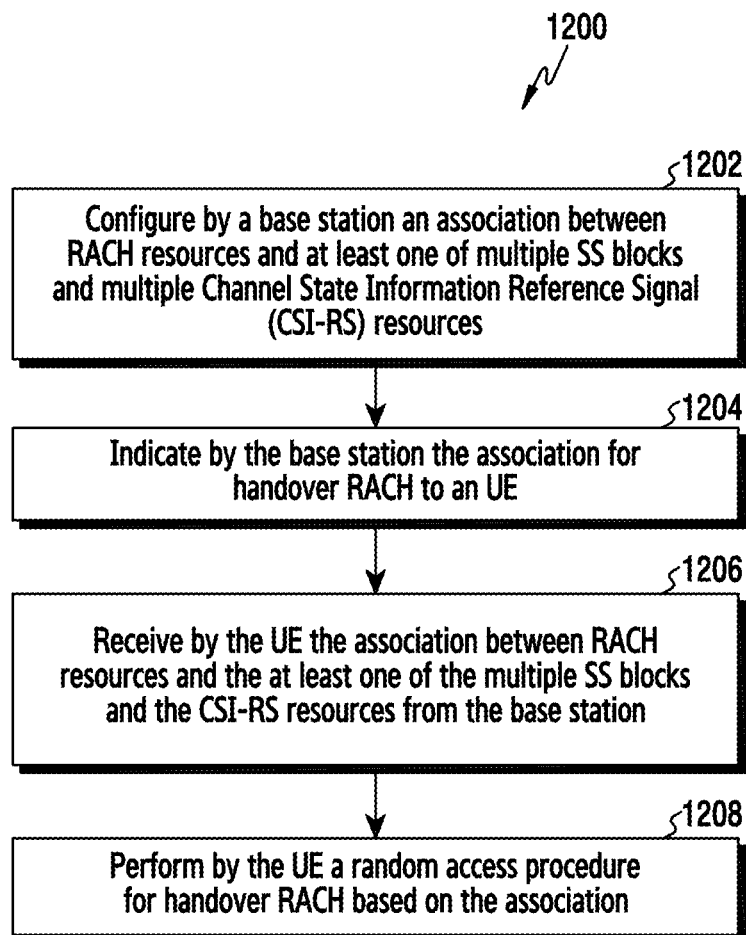 1200
1202
Configure by a base station an association between
RACH resources and at least one of multiple SS blocks
and multiple Channel State Information Reference Signal
(CSI-RS) resources
1204
Indicate by the base station the association for
handover RACH to an UE
1206
Receive by the UE the association between RACH
resources and the at least one of the multiple SS blocks
and the CSI-RS resources from the base station
1208
Perform by the UE a random access procedure
for handover RACH based on the association